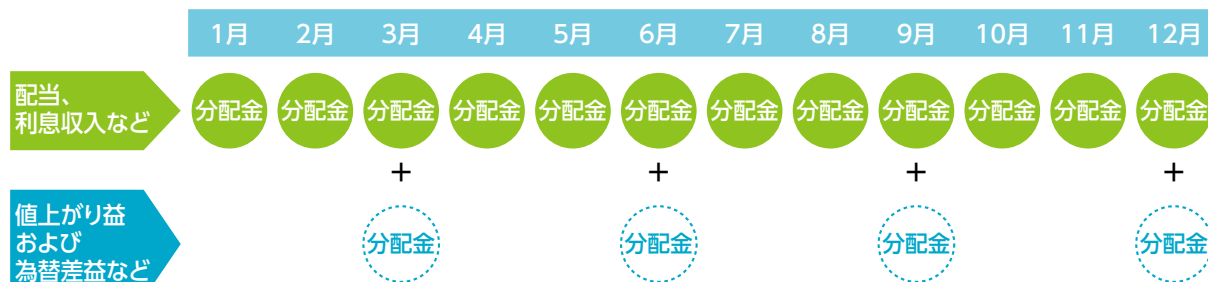 1月 2月 3月 4月 5月 6月 7月 8月 9月 10月 11月 12月
配当、
利息収入など
分配金 分配金 分配金 分配金 分配金 分配金 分配金 分配金 分配金 分配金 分配金 分配金
+ + + +
値上がり益
および
為替差益など
分配金 分配金 分配金 分配金